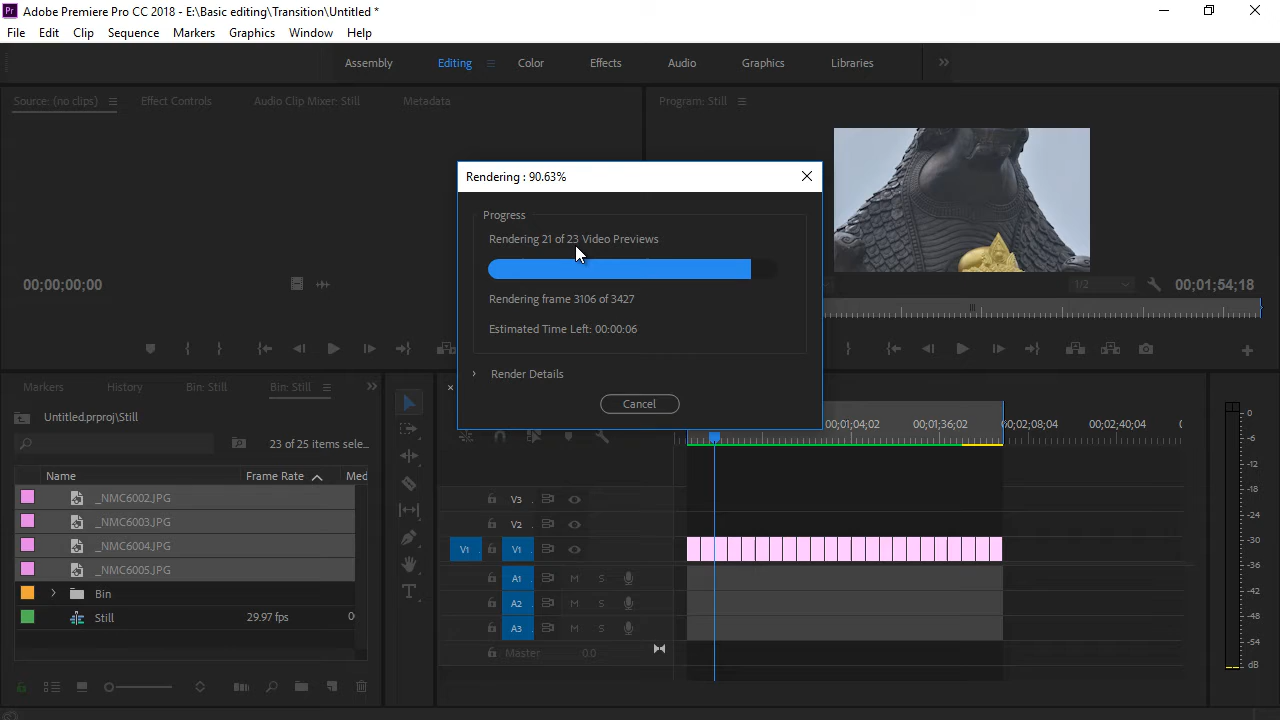 Pr Adobe Premiere Pro CC 2018 - E:\Basic editing\Transition\Untitled *
File Edit Clip Sequence Markers Graphics Window Help
Assembly Editing Color Effects Audio Graphics Libraries
Source: (no clips) Effect Controls Audio Clip Mixer: Still Metadata
Program: Still
Rendering : 90.63%
Progress
Rendering 21 of 23 Video Previews
Rendering frame 3106 of 3427
Estimated Time Left: 00:00:06
Render Details
Cancel
00;00;00;00
1/2 00;01;54;18
Markers History Bin: Still Bin: Still
Untitled.prproj\Still
23 of 25 items sele...
Name Frame Rate Med
_NMC6002.JPG
_NMC6003.JPG
_NMC6004.JPG
_NMC6005.JPG
Bin
Still 29.97 fps
00;01;04;02 00;01;36;02 00;02;08;04 00;02;40;04
V3
V2
V1 V1
A1 M S
A2 M S
A3 M S
Master 0.0
0
-6
-12
-18
-24
-30
-36
-42
-48
-54
dB